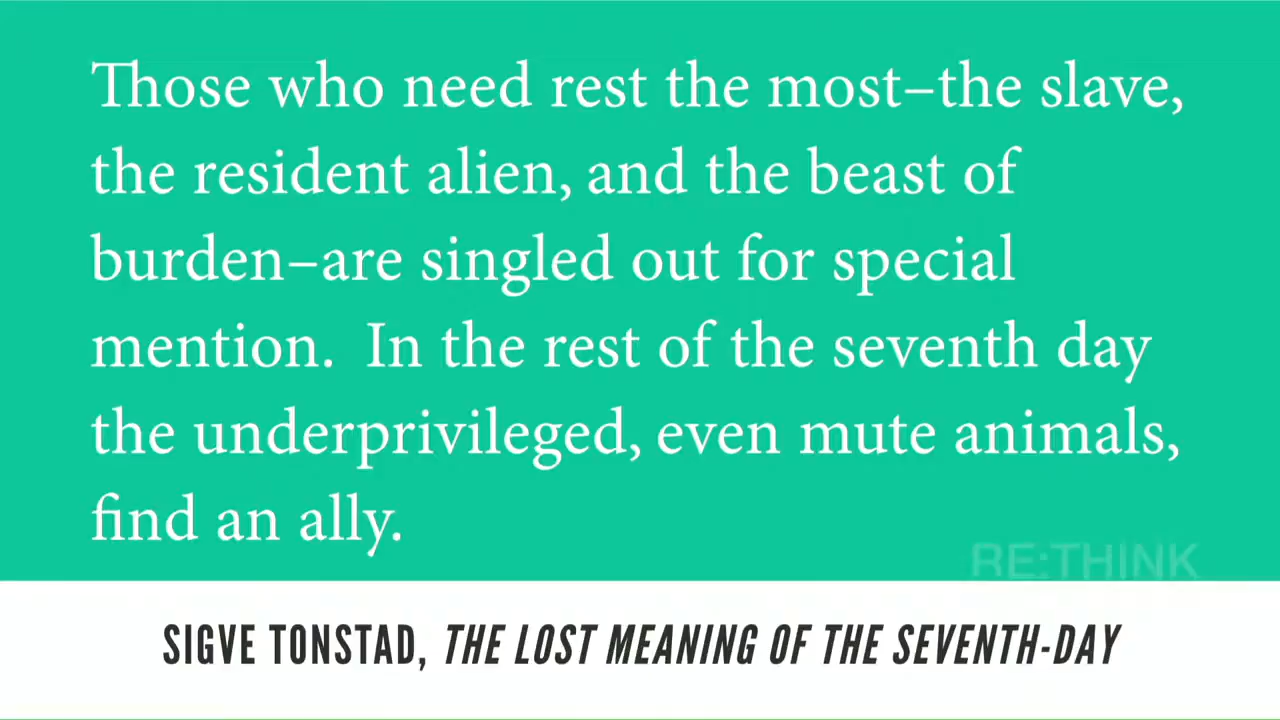 Those who need rest the most–the slave,
the resident alien, and the beast of
burden–are singled out for special
mention.  In the rest of the seventh day
the underprivileged, even mute animals,
find an ally.
RE:THINK
SIGVE TONSTAD, THE LOST MEANING OF THE SEVENTH-DAY